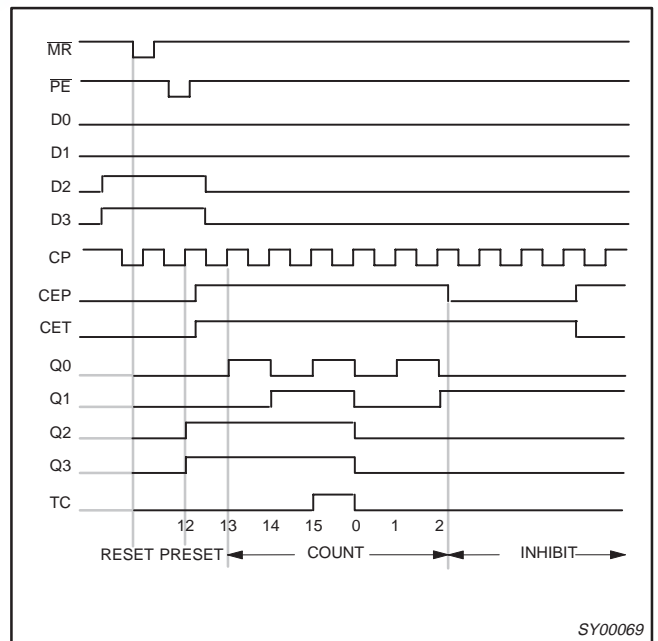 MR
PE
D0
D1
D2
D3
CP
CEP
CET
Q0
Q1
Q2
Q3
TC
12 13 14 15 0 1 2
RESET PRESET COUNT INHIBIT
SY00069